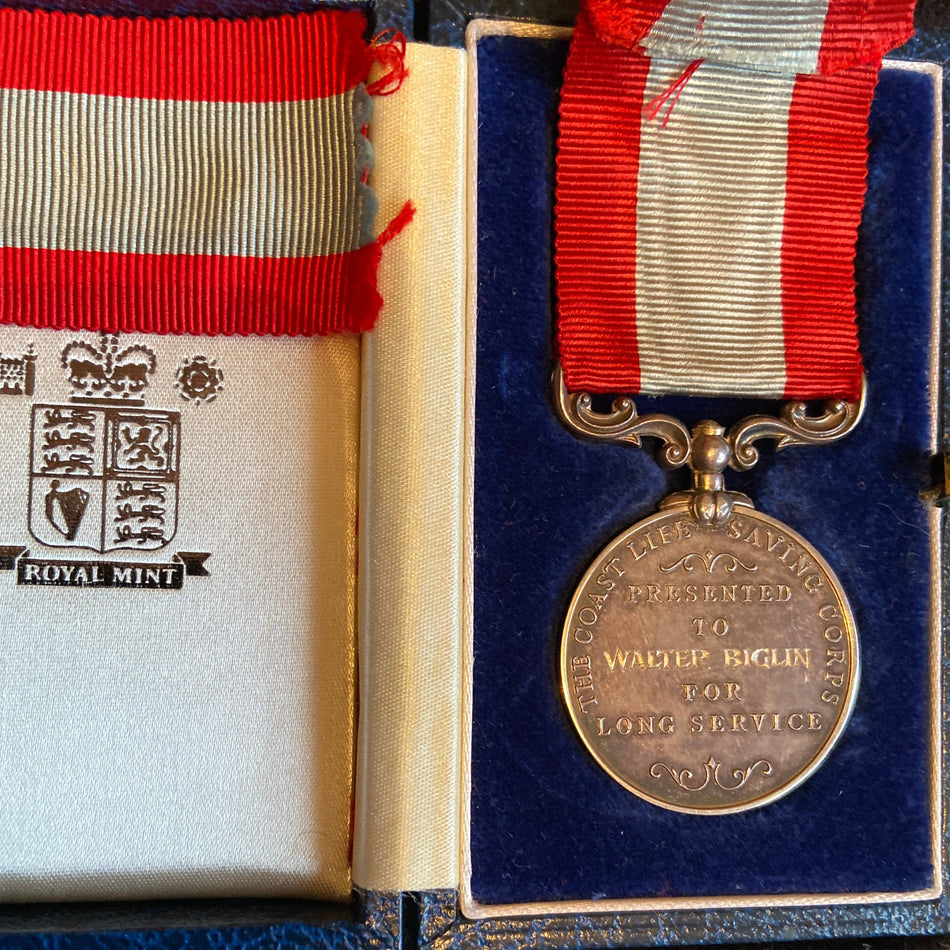 ROYAL MINT
THE COAST LIFE SAVING CORPS
PRESENTED
TO
WALTER BIGLIN
FOR
LONG SERVICE